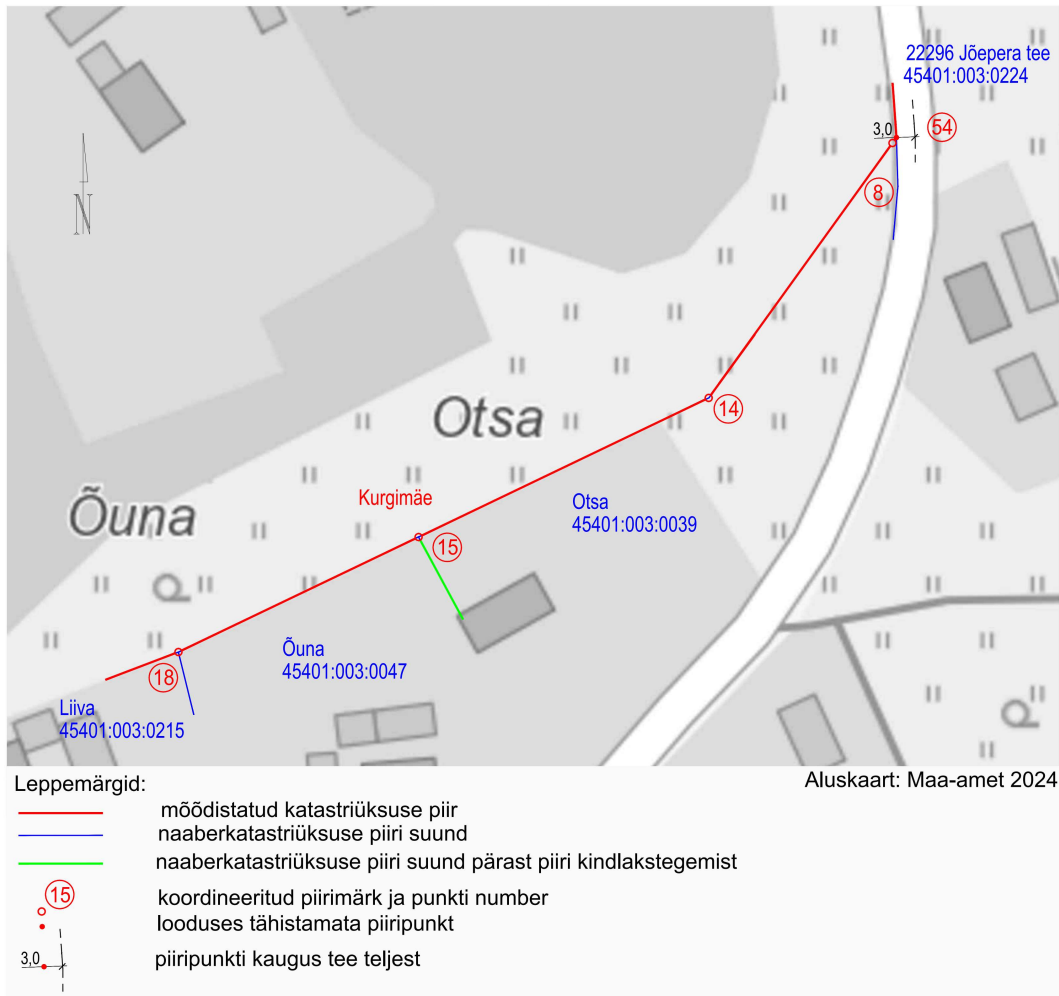 22296 Jõepera tee
45401:003:0224
3,0
54
8
N
14
Otsa
Kurgimäe
Otsa
45401:003:0039
Õuna
15
Õuna
45401:003:0047
18
Liiva
45401:003:0215
Leppemärgid:
Aluskaart: Maa-amet 2024
mõõdistatud katastriüksuse piir
naaberkatastriüksuse piiri suund
naaberkatastriüksuse piiri suund pärast piiri kindlakstegemist
15
koordineeritud piirimärk ja punkti number
looduses tähistamata piiripunkt
3,0
piiripunkti kaugus tee teljest